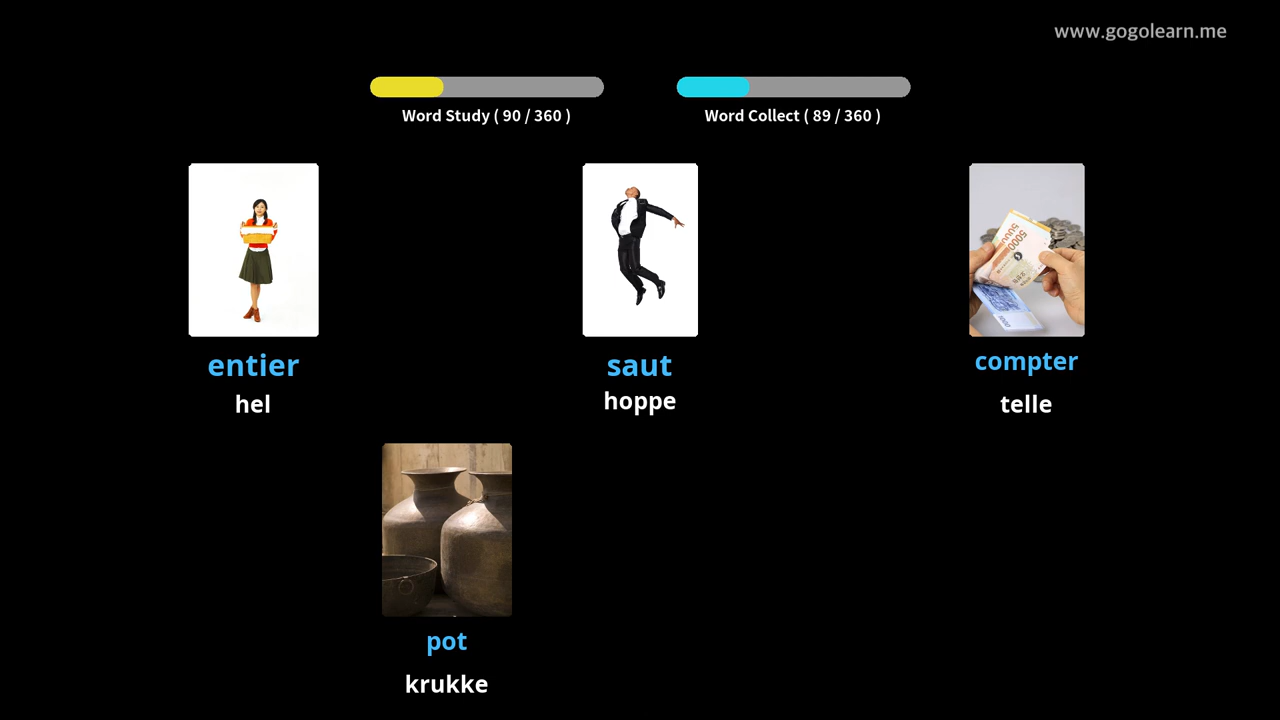 www.gogolearn.me
Word Study ( 90 / 360 )
Word Collect ( 89 / 360 )
entier
hel
saut
hoppe
compter
telle
pot
krukke